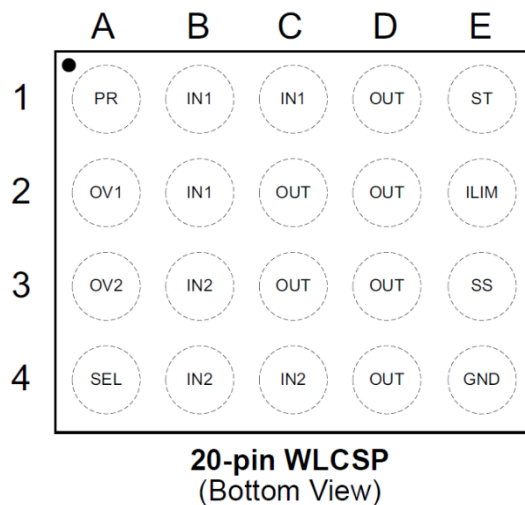 A B C D E
1 PR IN1 IN1 OUT ST
2 OV1 IN1 OUT OUT ILIM
3 OV2 IN2 OUT OUT SS
4 SEL IN2 IN2 OUT GND
20-pin WLCSP
(Bottom View)